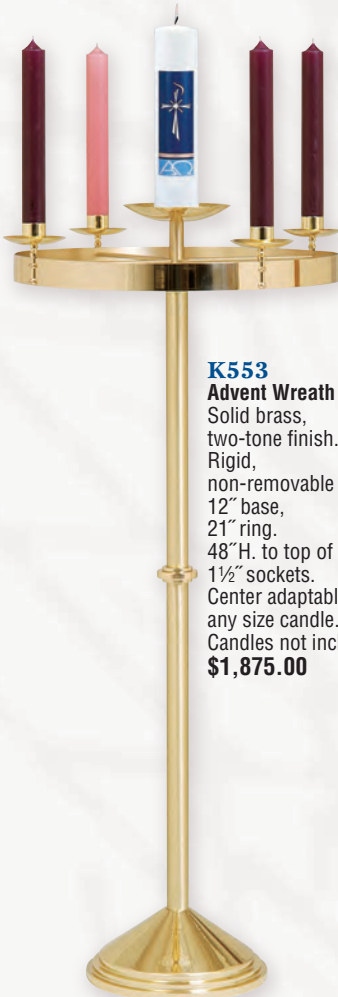 ΑΩ
K553
Advent Wreath
Solid brass,
two-tone finish.
Rigid,
non-removable
12˝ base,
21˝ ring.
48˝H. to top of
1½˝ sockets.
Center
any size candle.
Candles not
$1,875.00